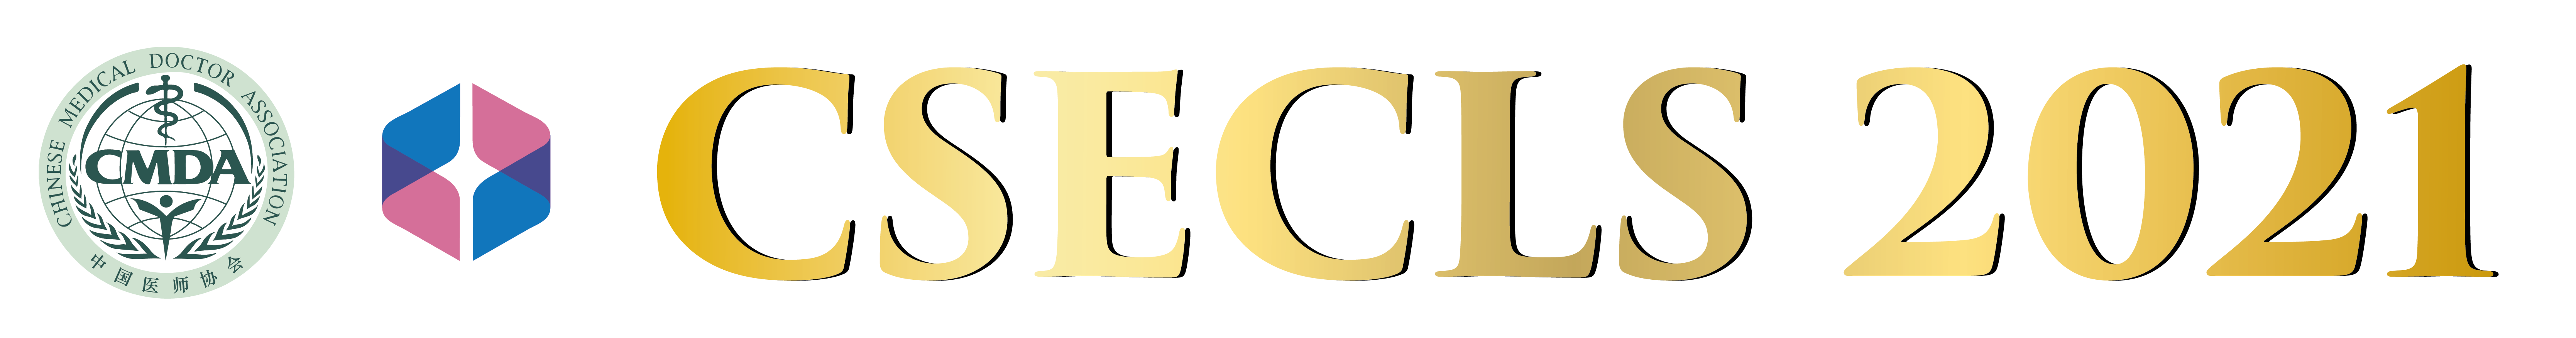 CHINESE MEDICAL DOCTOR ASSOCIATION
CMDA
中国医师协会
CSECLS 2021